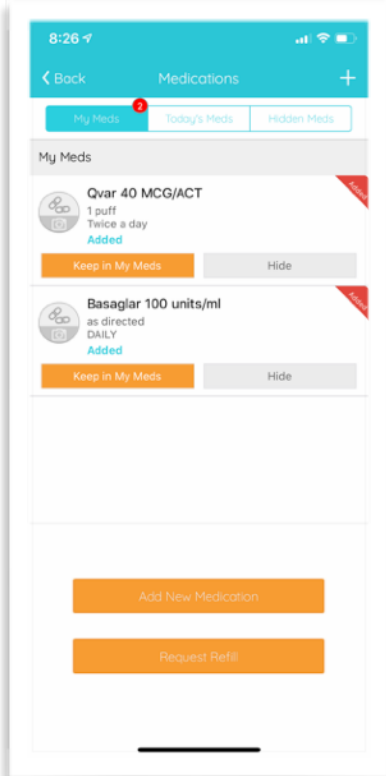 8:26
Back Medications +
2
My Meds Today's Meds Hidden Meds
My Meds
Added
Qvar 40 MCG/ACT
1 puff
Twice a day
Added
Keep in My Meds Hide
Added
Basaglar 100 units/ml
as directed
DAILY
Added
Keep in My Meds Hide
Add New Medication
Request Refill